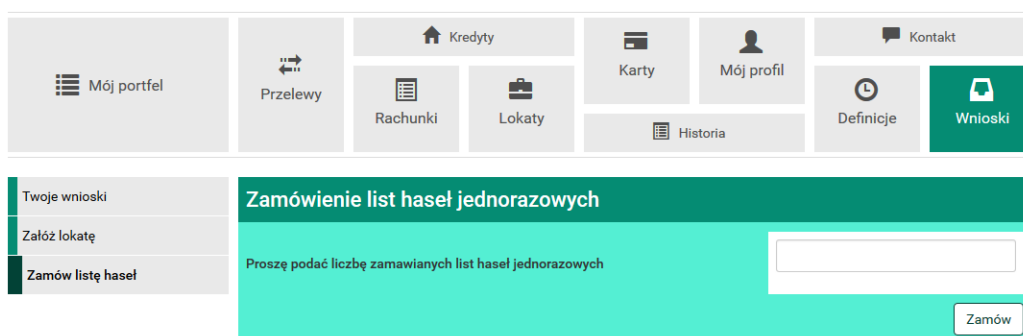 Mój portfel
Przelewy
Kredyty
Rachunki
Lokaty
Karty
Mój profil
Historia
Kontakt
Definicje
Wnioski
Twoje wnioski
Załóż lokatę
Zamów listę haseł
Zamówienie list haseł jednorazowych
Proszę podać liczbę zamawianych list haseł jednorazowych
Zamów